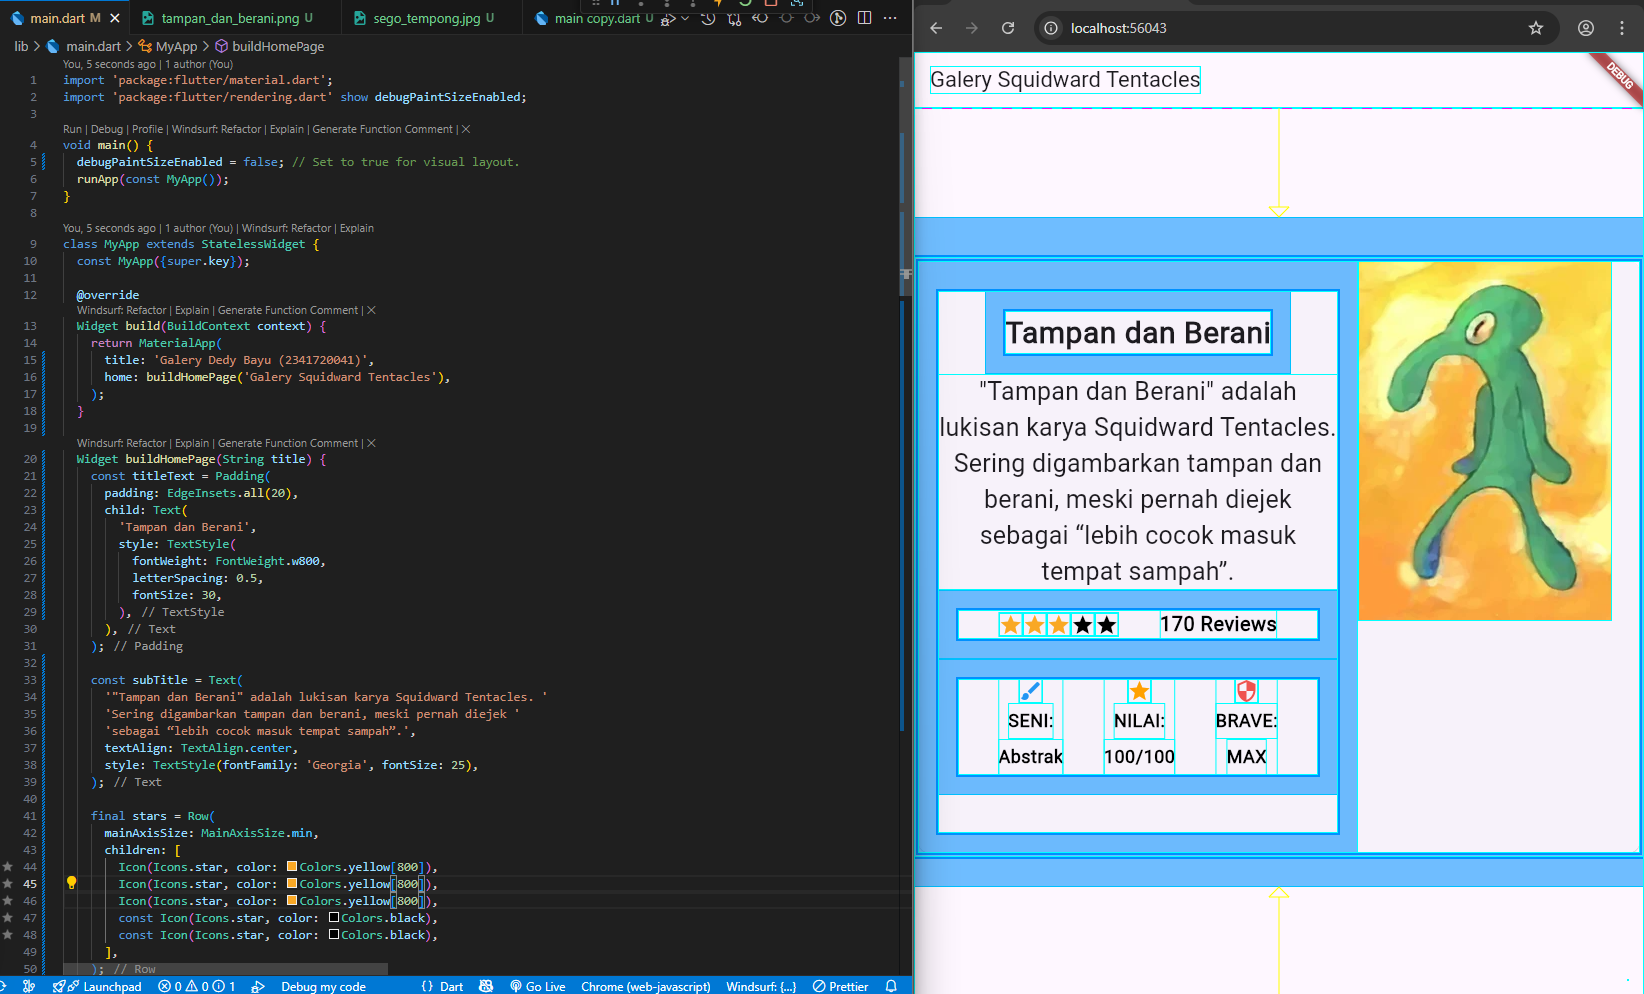 main.dart M
tampan_dan_berani.png U
sego_tempong.jpg U
main copy.dart U
lib > main.dart > MyApp > buildHomePage
You, 5 seconds ago | 1 author (You)
1 import 'package:flutter/material.dart';
2 import 'package:flutter/rendering.dart' show debugPaintSizeEnabled;
3
Run | Debug | Profile | Windsurf: Refactor | Explain | Generate Function Comment | X
4 void main() {
5 debugPaintSizeEnabled = false; // Set to true for visual layout.
6 runApp(const MyApp());
7 }
8
You, 5 seconds ago | 1 author (You) | Windsurf: Refactor | Explain
9 class MyApp extends StatelessWidget {
10 const MyApp({super.key});
11
12 @override
Windsurf: Refactor | Explain | Generate Function Comment | X
13 Widget build(BuildContext context) {
14 return MaterialApp(
15 title: 'Galery Dedy Bayu (2341720041)',
16 home: buildHomePage('Galery Squidward Tentacles'),
17 );
18 }
19
Windsurf: Refactor | Explain | Generate Function Comment | X
20 Widget buildHomePage(String title) {
21 const titleText = Padding(
22 padding: EdgeInsets.all(20),
23 child: Text(
24 'Tampan dan Berani',
25 style: TextStyle(
26 fontWeight: FontWeight.w800,
27 letterSpacing: 0.5,
28 fontSize: 30,
29 ), // TextStyle
30 ), // Text
31 ); // Padding
32
33 const subTitle = Text(
34 '"Tampan dan Berani" adalah lukisan karya Squidward Tentacles. '
35 'Sering digambarkan tampan dan berani, meski pernah diejek '
36 'sebagai “lebih cocok masuk tempat sampah”.',
37 textAlign: TextAlign.center,
38 style: TextStyle(fontFamily: 'Georgia', fontSize: 25),
39 ); // Text
40
41 final stars = Row(
42 mainAxisSize: MainAxisSize.min,
43 children: [
44 Icon(Icons.star, color: Colors.yellow[800]),
45 Icon(Icons.star, color: Colors.yellow[800]),
46 Icon(Icons.star, color: Colors.yellow[800]),
47 const Icon(Icons.star, color: Colors.black),
48 const Icon(Icons.star, color: Colors.black),
49 ],
50 ); // Row
Launchpad 0 0 1 Debug my code {} Dart Go Live Chrome (web-javascript) Windsurf: {...} Prettier
localhost:56043
Galery Squidward Tentacles
DEBUG
Tampan dan Berani
"Tampan dan Berani" adalah
lukisan karya Squidward Tentacles.
Sering digambarkan tampan dan
berani, meski pernah diejek
sebagai “lebih cocok masuk
tempat sampah”.
170 Reviews
SENI: NILAI: BRAVE:
Abstrak 100/100 MAX